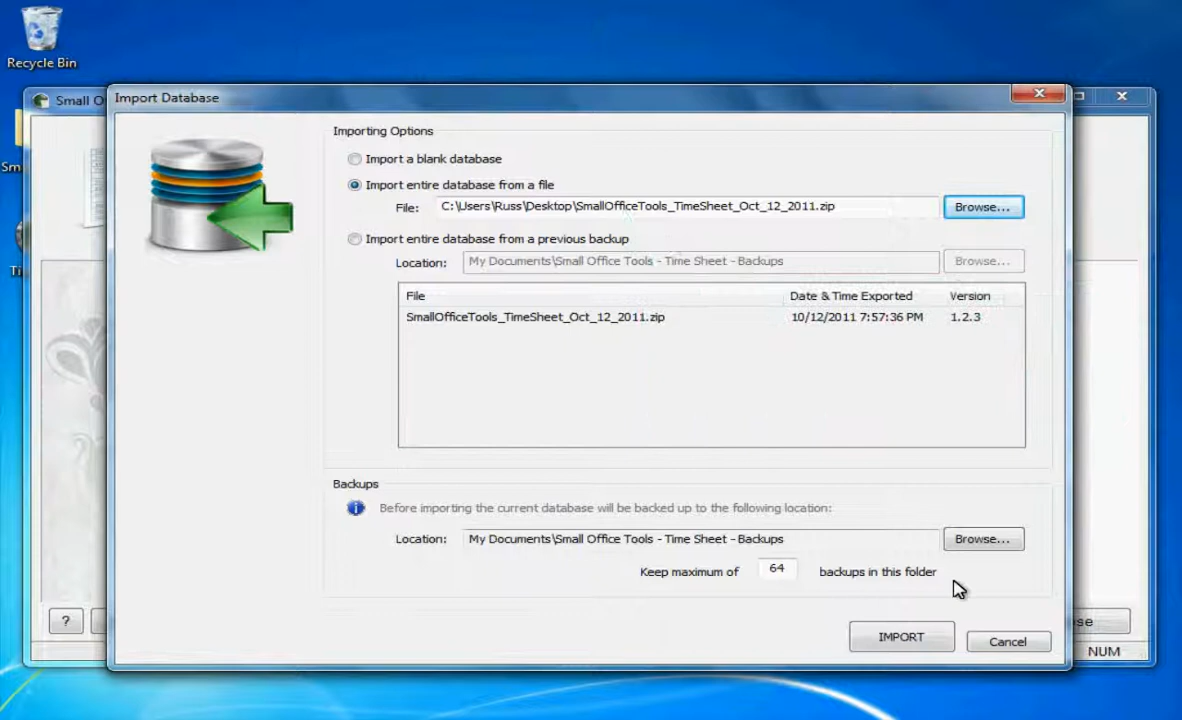 Recycle Bin
Small O
Import Database
Importing Options
Import a blank database
Import entire database from a file
File: C:\Users\Russ\Desktop\SmallOfficeTools_TimeSheet_Oct_12_2011.zip Browse...
Import entire database from a previous backup
Location: My Documents\Small Office Tools - Time Sheet - Backups Browse...
File Date & Time Exported Version
SmallOfficeTools_TimeSheet_Oct_12_2011.zip 10/12/2011 7:57:36 PM 1.2.3
Backups
Before importing the current database will be backed up to the following location:
Location: My Documents\Small Office Tools - Time Sheet - Backups Browse...
Keep maximum of 64 backups in this folder
IMPORT Cancel
Sm
Ti
?
se
NUM